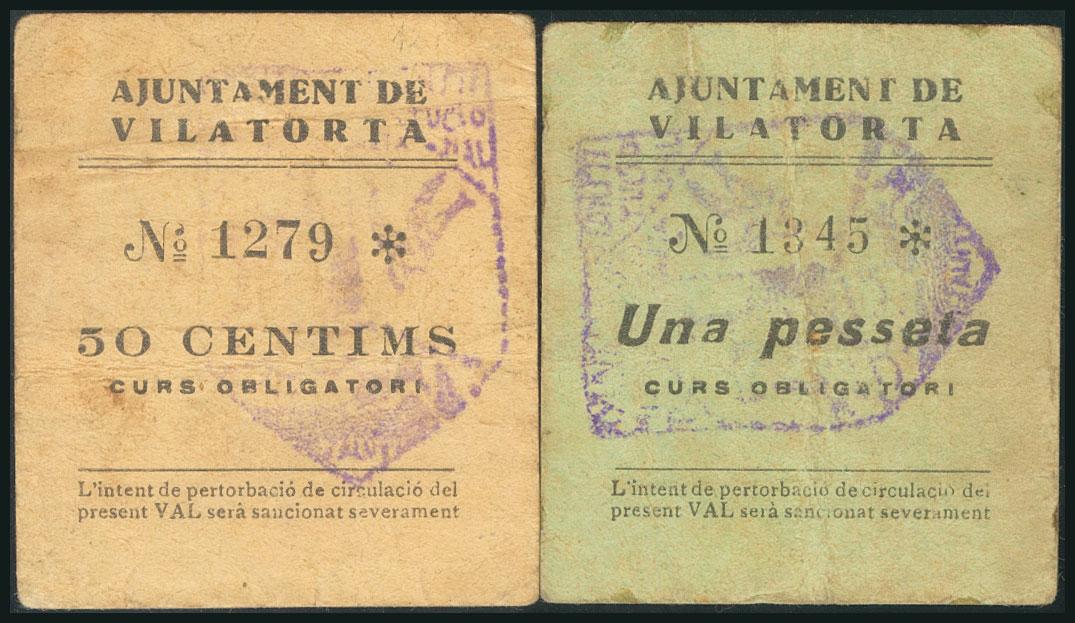 AJUNTAMENT DE
VILATORTA
Nº 1279 *
50 CENTIMS
CURS OBLIGATORI
L'intent de pertorbació de circulació del
present VAL serà sancionat severament
AJUNTAMENT DE
VILATORTA
Nº 1345 *
Una pesseta
CURS OBLIGATORI
L'intent de pertorbació de circulació del
present VAL serà sancionat severament